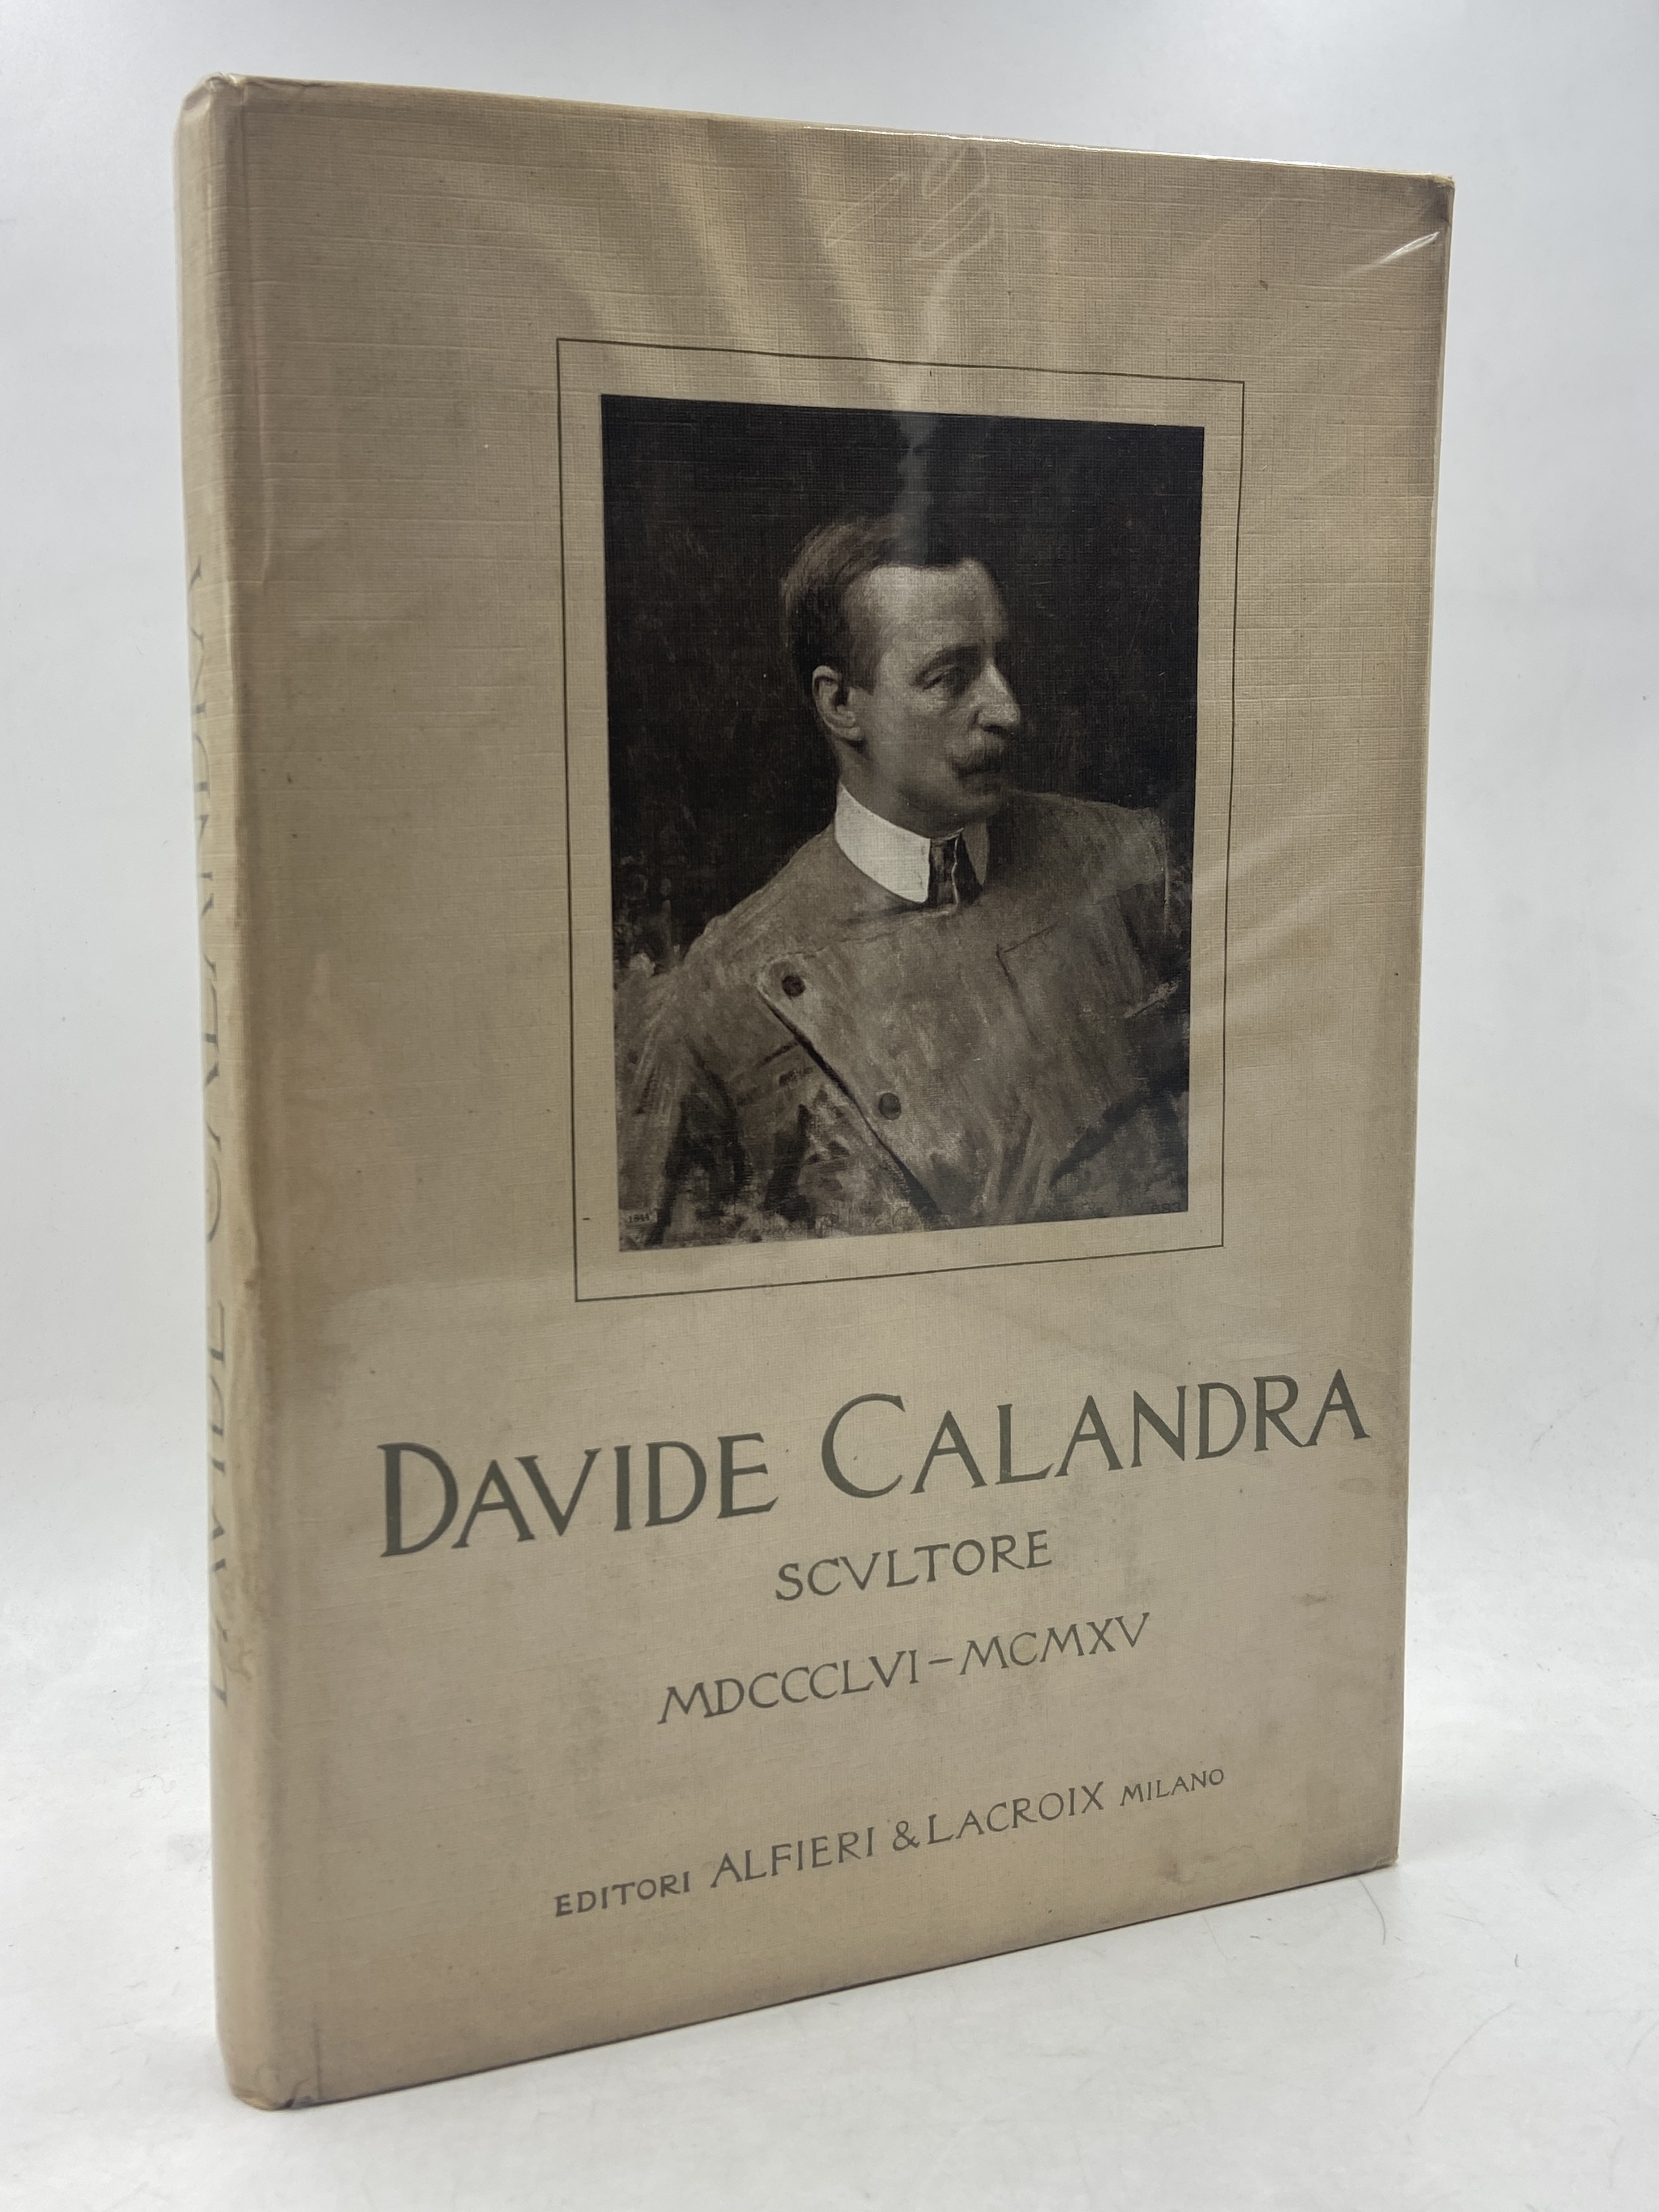 DAVIDE CALANDRA
DAVIDE CALANDRA
SCVLTORE
MDCCCLVI–MCMXV
EDITORI ALFIERI & LACROIX MILANO